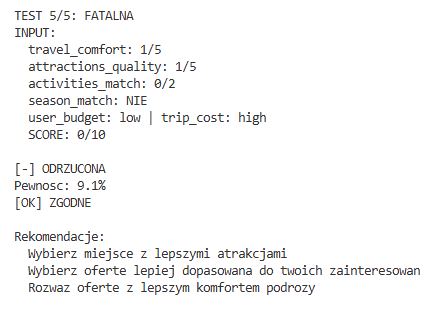 TEST 5/5: FATALNA
INPUT:
travel_comfort: 1/5
attractions_quality: 1/5
activities_match: 0/2
season_match: NIE
user_budget: low | trip_cost: high
SCORE: 0/10
[-] ODRZUCONA
Pewnosc: 9.1%
[OK] ZGODNE
Rekomendacje:
Wybierz miejsce z lepszymi atrakcjami
Wybierz oferte lepiej dopasowana do twoich zainteresowan
Rozwaz oferte z lepszym komfortem podrozy